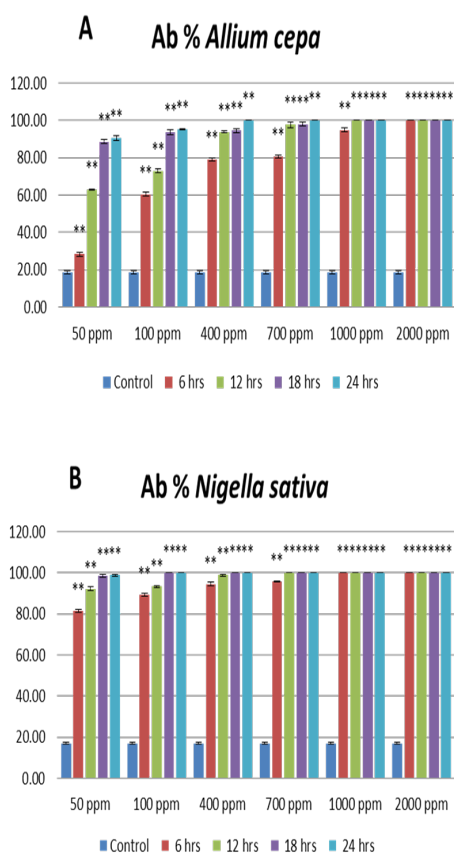 A
Ab % Allium cepa
120.00
100.00
80.00
60.00
40.00
20.00
0.00
** ** ** **
** ** ** **
** ** ** **
** ** ** **
** ** ** **
** ** ** **
50 ppm 100 ppm 400 ppm 700 ppm 1000 ppm 2000 ppm
Control 6 hrs 12 hrs 18 hrs 24 hrs
B
Ab % Nigella sativa
120.00
100.00
80.00
60.00
40.00
20.00
0.00
** ** ** **
** ** ** **
** ** ** **
** ** ** **
** ** ** **
** ** ** **
50 ppm 100 ppm 400 ppm 700 ppm 1000 ppm 2000 ppm
Control 6 hrs 12 hrs 18 hrs 24 hrs